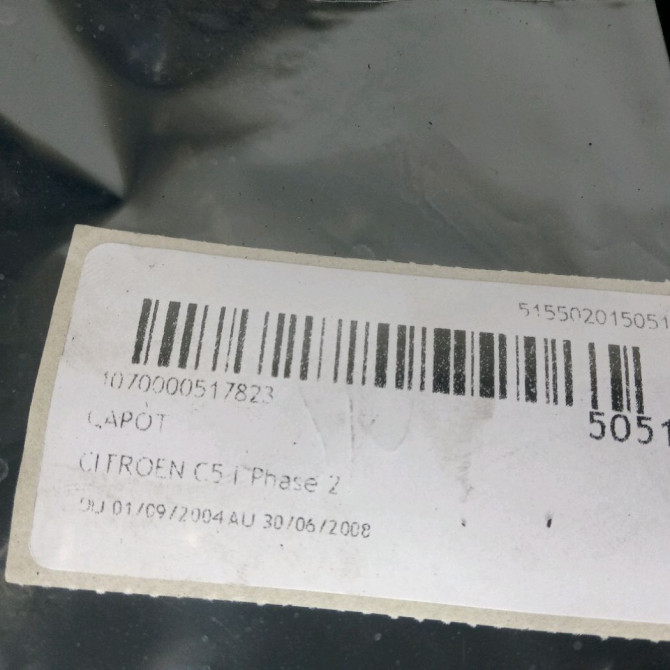 515502015051
1070000517823
5051
CAPOT
CITROEN C5 I Phase 2
DU 01/09/2004 AU 30/06/2008